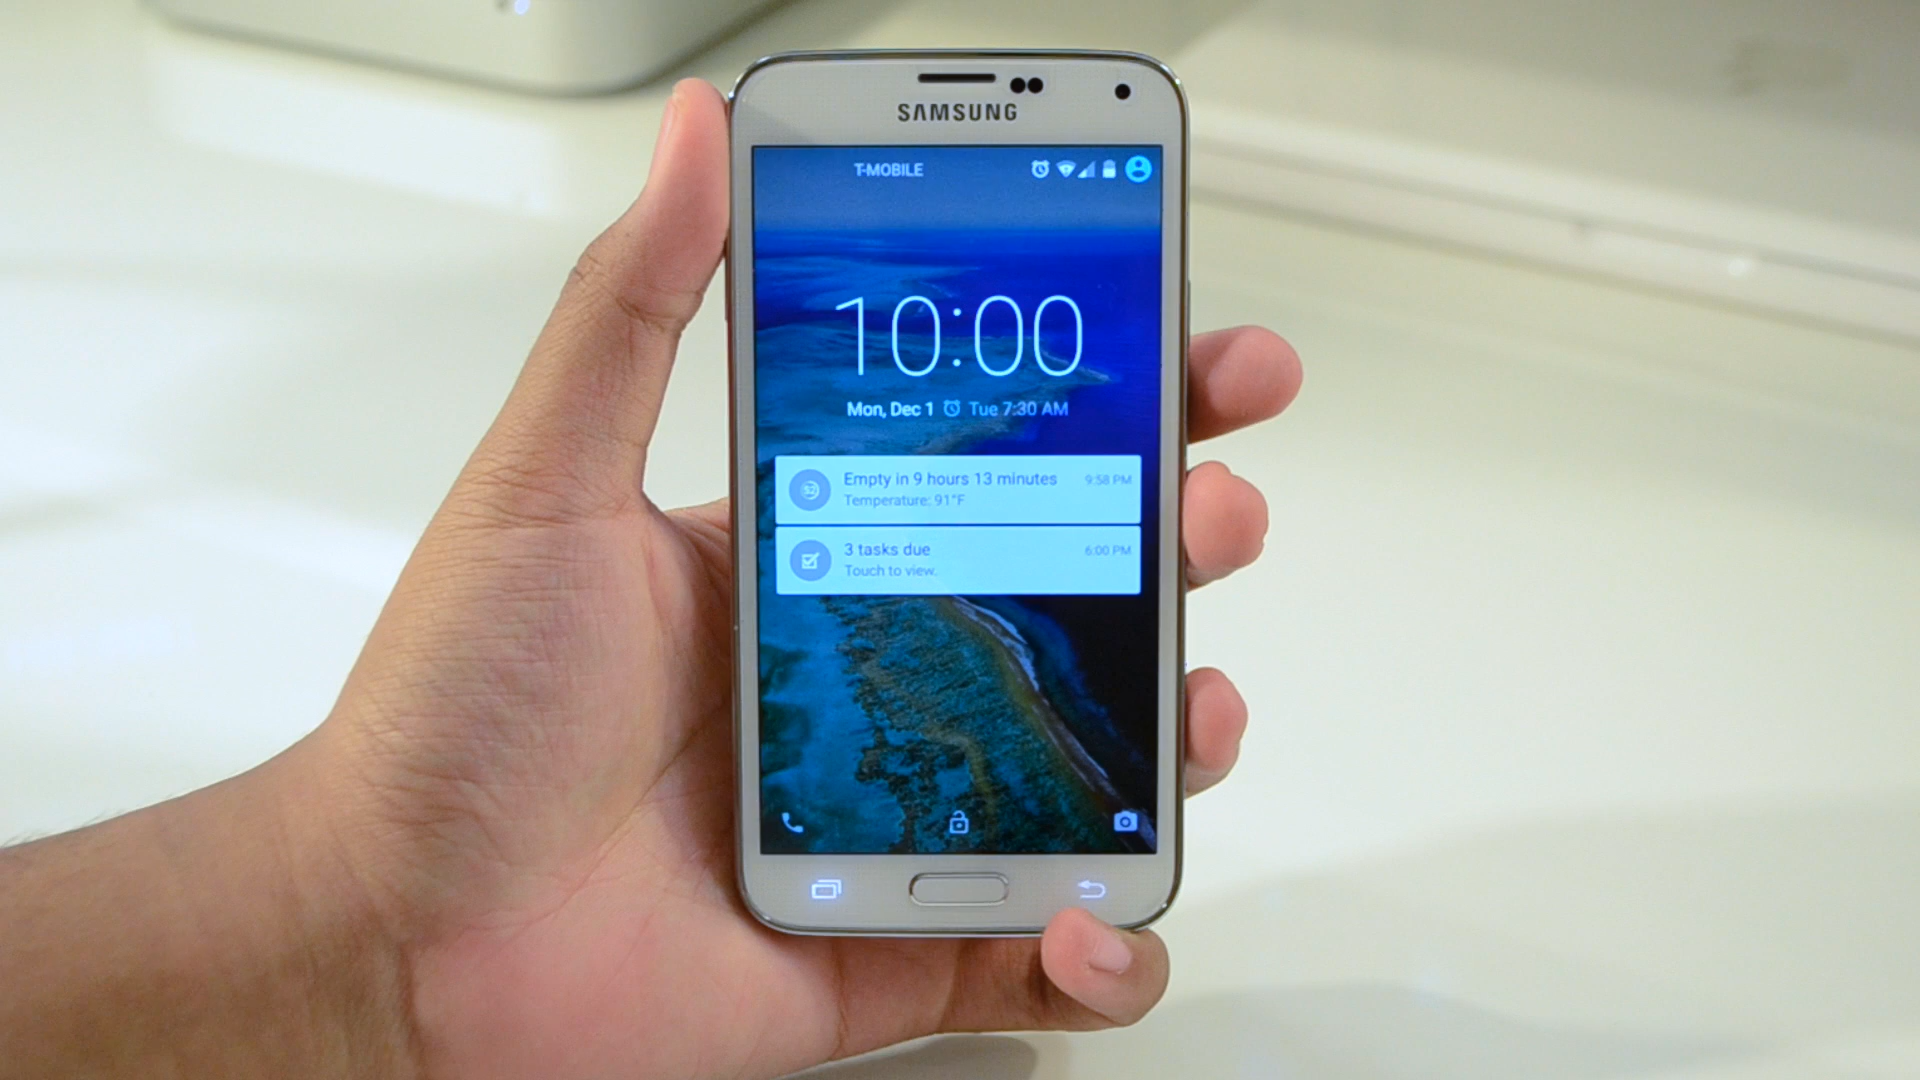 SAMSUNG
T-MOBILE
10:00
Mon, Dec 1 Tue 7:30 AM
Empty in 9 hours 13 minutes 9:58 PM
Temperature: 91°F
3 tasks due 6:00 PM
Touch to view.